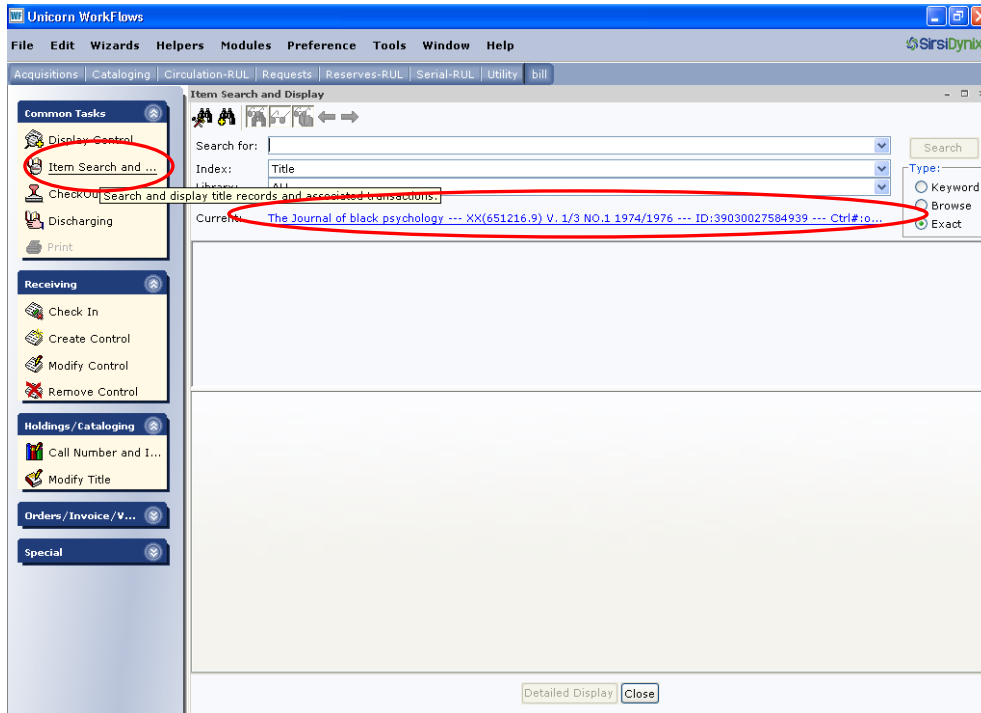 Unicorn WorkFlows
File Edit Wizards Helpers Modules Preference Tools Window Help
SirsiDynix
Acquisitions Cataloging Circulation-RUL Requests Reserves-RUL Serial-RUL Utility bill
Item Search and Display
Common Tasks
Display Control
Item Search and ...
CheckOu
Discharging
Print
Receiving
Check In
Create Control
Modify Control
Remove Control
Holdings/Cataloging
Call Number and I...
Modify Title
Orders/Invoice/V...
Special
Search for:
Search
Index: Title
Library: ALL
Search and display title records and associated transactions.
Current: The Journal of black psychology --- XX(651216.9) V. 1/3 NO.1 1974/1976 --- ID:39030027584939 --- Ctrl#:o...
Type:
Keyword
Browse
Exact
Detailed Display Close